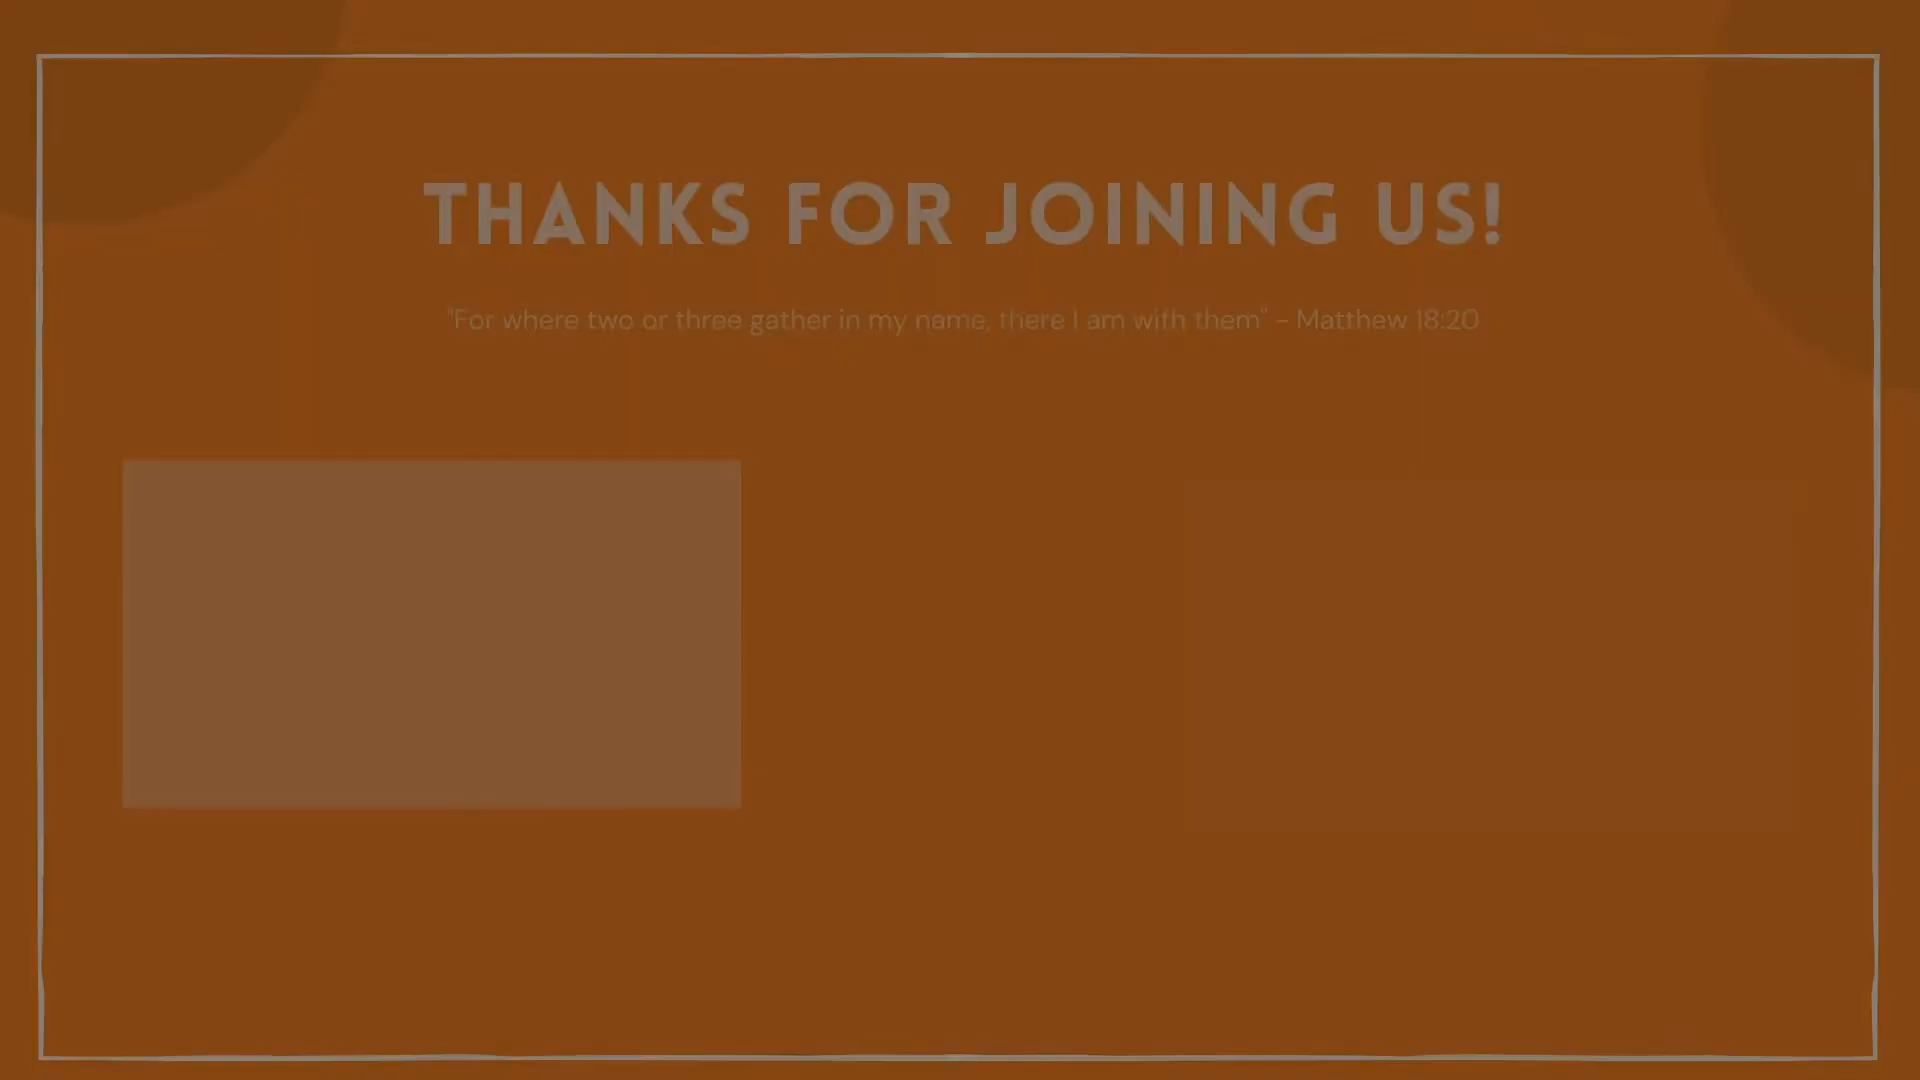 THANKS FOR JOINING US!
"For where two or three gather in my name, there I am with them" - Matthew 18:20